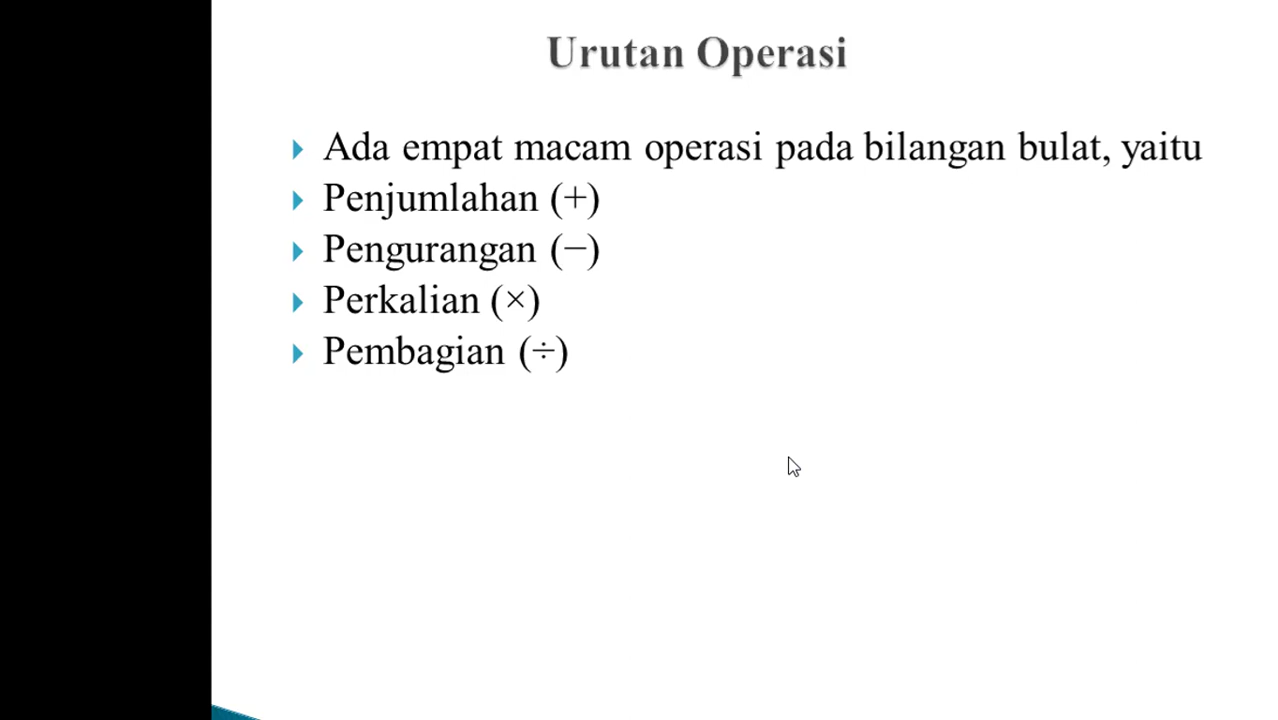 Urutan Operasi
Ada empat macam operasi pada bilangan bulat, yaitu
Penjumlahan (+)
Pengurangan (−)
Perkalian (×)
Pembagian (÷)